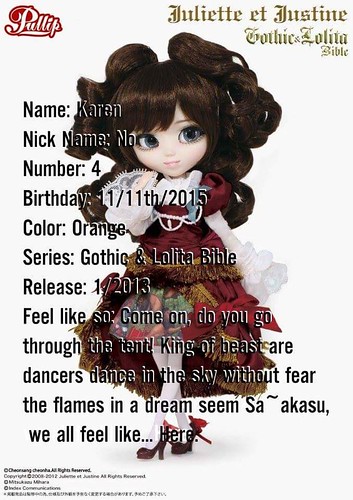 Pullip
Juliette et Justine
Gothic & Lolita
Bible
Name: Karen
Nick Name: No
Number: 4
Birthday: 11/11th/2015
Color: Orange
Series: Gothic & Lolita Bible
Release: 1/2013
Feel like so: Come on, do you go
through the tent! King of beast are
dancers dance in the sky without fear
the flames in a dream seem Sa~akasu,
we all feel like... Here.
©Cheonsang cheonha.All Rights Reserved.
Copyright©2008-2012 Juliette et Justine All Rights Reserved.
©Mitsukazu Mihara
©Index Communications